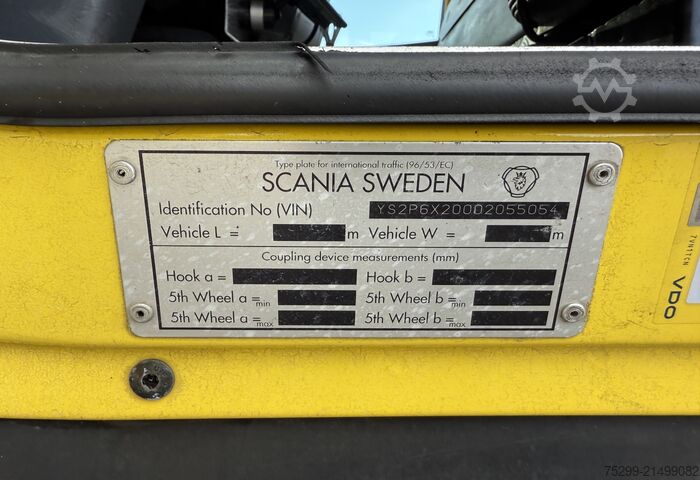 Type plate for international traffic (96/53/EC)
SCANIA SWEDEN
Identification No (VIN) YS2P6X20002055054
Vehicle L = m Vehicle W = m
Coupling device measurements (mm)
Hook a = Hook b =
5th Wheel a = min 5th Wheel b = min
5th Wheel a = max 5th Wheel b = max
VDO
75299-21499082